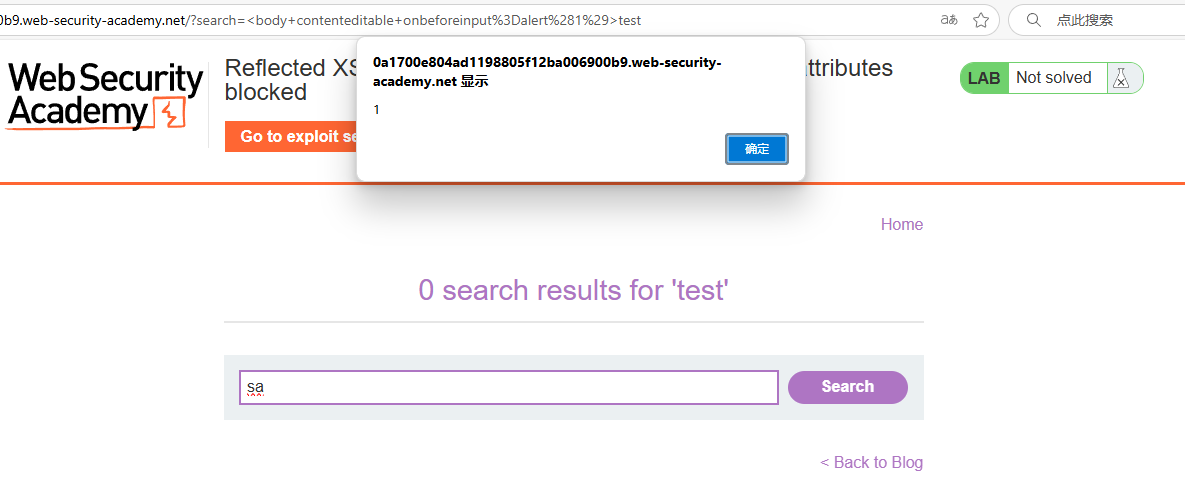 0b9.web-security-academy.net/?search=<body+contenteditable+onbeforeinput%3Dalert%281%29>test
aあ
点此搜索
0a1700e804ad1198805f12ba006900b9.web-security-
academy.net 显示
1
确定
Web Security
Academy
Reflected XS
attributes
blocked
Go to exploit se
LAB Not solved
Home
0 search results for 'test'
sa
Search
< Back to Blog